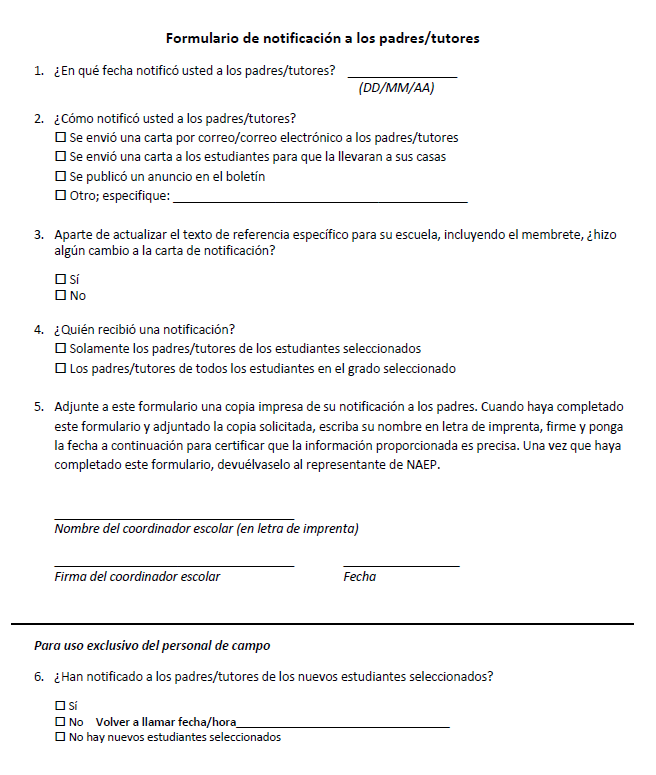 Formulario de notificación a los padres/tutores
1. ¿En qué fecha notificó usted a los padres/tutores? _________________
(DD/MM/AA)
2. ¿Cómo notificó usted a los padres/tutores?
☐ Se envió una carta por correo/correo electrónico a los padres/tutores
☐ Se envió una carta a los estudiantes para que la llevaran a sus casas
☐ Se publicó un anuncio en el boletín
☐ Otro; especifique: _____________________________________________
3. Aparte de actualizar el texto de referencia específico para su escuela, incluyendo el membrete, ¿hizo
algún cambio a la carta de notificación?
☐ Sí
☐ No
4. ¿Quién recibió una notificación?
☐ Solamente los padres/tutores de los estudiantes seleccionados
☐ Los padres/tutores de todos los estudiantes en el grado seleccionado
5. Adjunte a este formulario una copia impresa de su notificación a los padres. Cuando haya completado
este formulario y adjuntado la copia solicitada, escriba su nombre en letra de imprenta, firme y ponga
la fecha a continuación para certificar que la información proporcionada es precisa. Una vez que haya
completado este formulario, devuélvaselo al representante de NAEP.
Nombre del coordinador escolar (en letra de imprenta)
Firma del coordinador escolar Fecha
Para uso exclusivo del personal de campo
6. ¿Han notificado a los padres/tutores de los nuevos estudiantes seleccionados?
☐ Sí
☐ No Volver a llamar fecha/hora___________________________________
☐ No hay nuevos estudiantes seleccionados